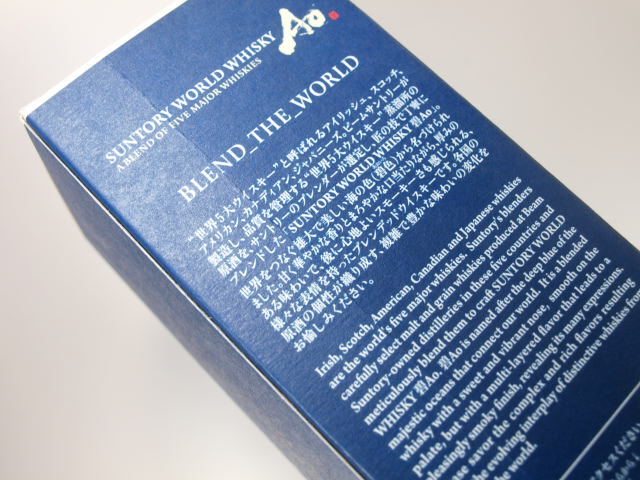 SUNTORY WORLD WHISKY Ao
A BLEND OF FIVE MAJOR WHISKIES
BLEND_THE_WORLD
“世界5大ウイスキー”と呼ばれるアイリッシュ、スコッチ、
アメリカン、カナディアン、ジャパニーズ。ビームサントリーが
製造し、品質を管理する“世界5大ウイスキー”蒸溜所の
原酒を、サントリーのブレンダーが選定し、匠の技で丁寧に
ブレンドした「SUNTORY WORLD WHISKY 碧Ao」。
世界をつなぐ雄大で美しい海の色(碧色)から名づけられ
ました。甘く華やかな香りとまろやかな口当たりながら、厚みの
ある味わいで、後に心地よいスモーキーさも感じられる、
様々な表情を持ったブレンデッドウイスキーです。各国の
原酒の個性が織り成す、複雑で豊かな味わいの変化を
お愉しみください。
Irish, Scotch, American, Canadian and Japanese whiskies
are the world's five major whiskies. Suntory's blenders
carefully select malt and grain whiskies produced at Beam
Suntory-owned distilleries in these five countries and
meticulously blend them to craft SUNTORY WORLD
WHISKY 碧Ao. 碧Ao is named after the deep blue of the
majestic oceans that connect our world. It is a blended
whisky with a sweet and vibrant nose, smooth on the
palate, but with a multi-layered flavor that leads to a
pleasingly smoky finish, revealing its many expressions.
ease savor the complex and rich flavors resulting
the evolving interplay of distinctive whiskies
the world.
クセスください